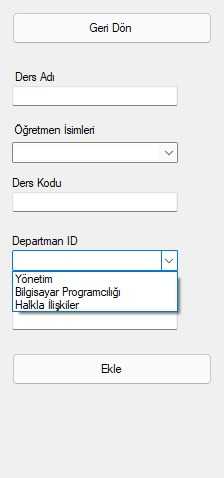 Geri Dön
Ders Adı
Öğretmen İsimleri
Ders Kodu
Departman ID
Yönetim
Bilgisayar Programcılığı
Halkla İlişkiler
Ekle